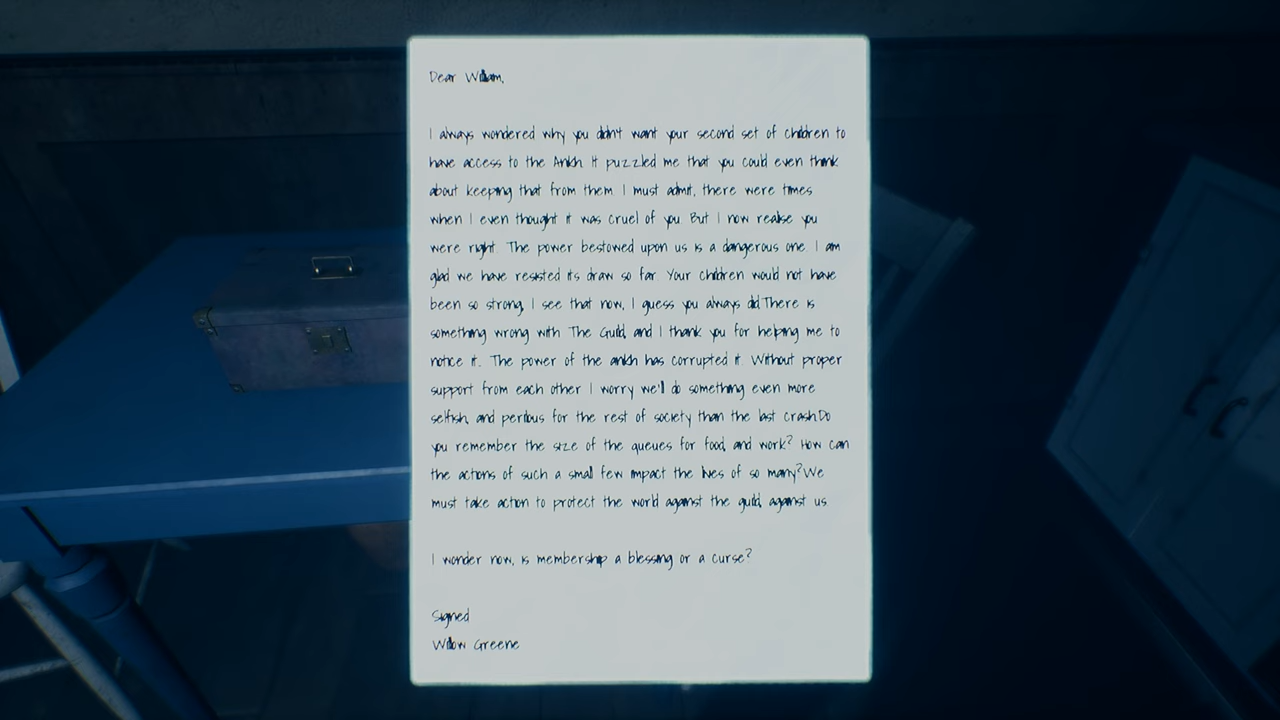 Dear William,
I always wondered why you didn't want your second set of children to
have access to the Ankh. It puzzled me that you could even think
about keeping that from them. I must admit, there were times
when I even thought it was cruel of you. But I now realise you
were right. The power bestowed upon us is a dangerous one. I am
glad we have resisted its draw so far. Your children would not have
been so strong, I see that now, I guess you always did.There is
something wrong with The Guild, and I thank you for helping me to
notice it. The power of the ankh has corrupted it. Without proper
support from each other I worry we'll do something even more
selfish, and perilous for the rest of society than the last crash.Do
you remember the size of the queues for food, and work? How can
the actions of such a small few impact the lives of so many?We
must take action to protect the world against the guild, against us.
I wonder now, is membership a blessing or a curse?
Signed
Willow Greene